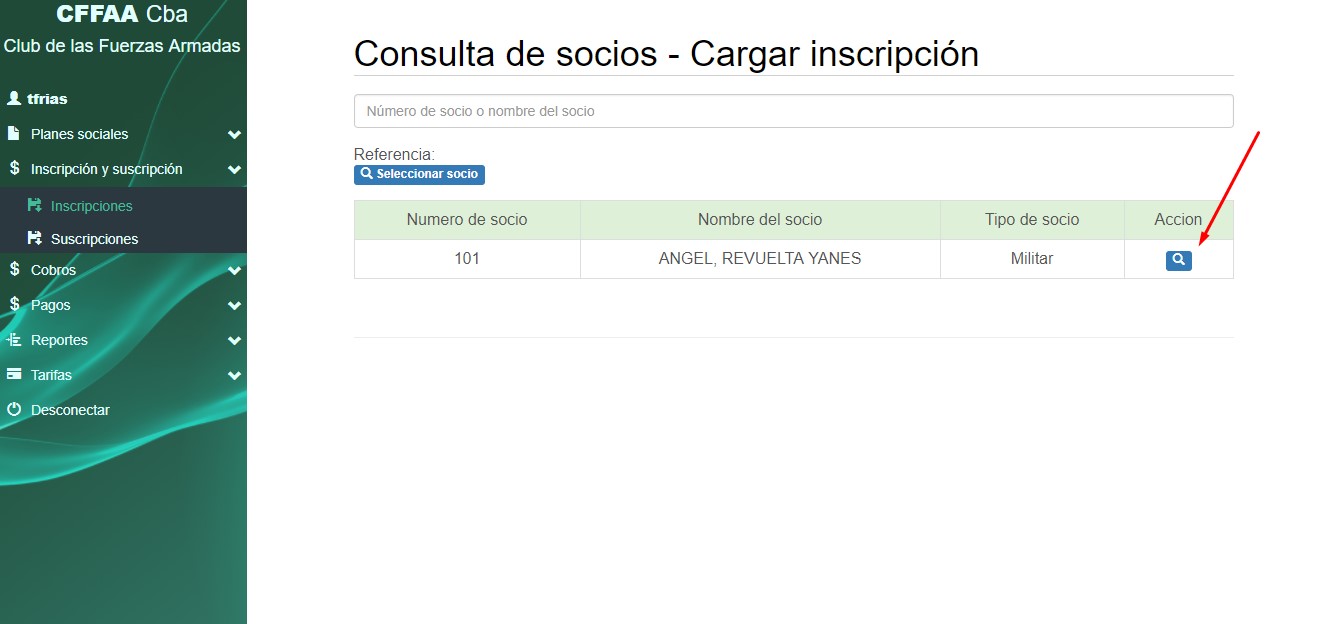 CFFAA Cba
Club de las Fuerzas Armadas
tfrias
Planes sociales
Inscripción y suscripción
Inscripciones
Suscripciones
Cobros
Pagos
Reportes
Tarifas
Desconectar
Consulta de socios - Cargar inscripción
Número de socio o nombre del socio
Referencia:
Seleccionar socio
Numero de socio Nombre del socio Tipo de socio Accion
101 ANGEL, REVUELTA YANES Militar